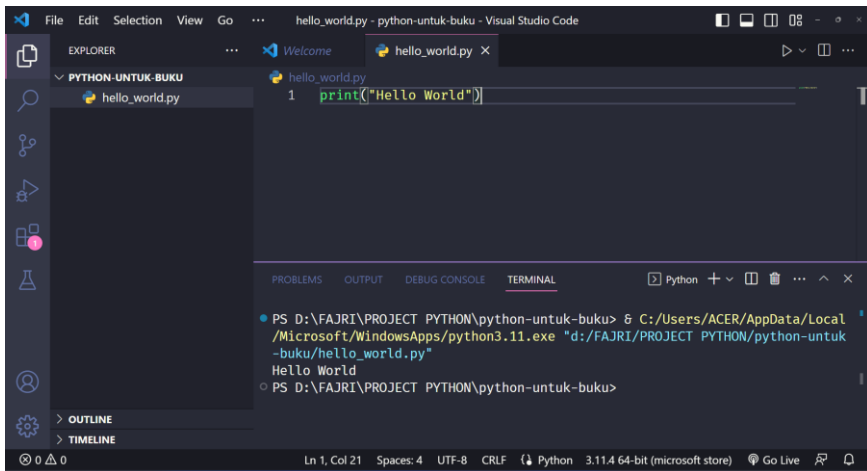 File Edit Selection View Go ··· hello_world.py - python-untuk-buku - Visual Studio Code
EXPLORER ···
PYTHON-UNTUK-BUKU
hello_world.py
Welcome hello_world.py
hello_world.py
1 print("Hello World")
1
PROBLEMS OUTPUT DEBUG CONSOLE TERMINAL Python
PS D:\FAJRI\PROJECT PYTHON\python-untuk-buku> & C:/Users/ACER/AppData/Local
/Microsoft/WindowsApps/python3.11.exe "d:/FAJRI/PROJECT PYTHON/python-untuk
-buku/hello_world.py"
Hello World
PS D:\FAJRI\PROJECT PYTHON\python-untuk-buku>
OUTLINE
TIMELINE
0 0 Ln 1, Col 21 Spaces: 4 UTF-8 CRLF Python 3.11.4 64-bit (microsoft store) Go Live